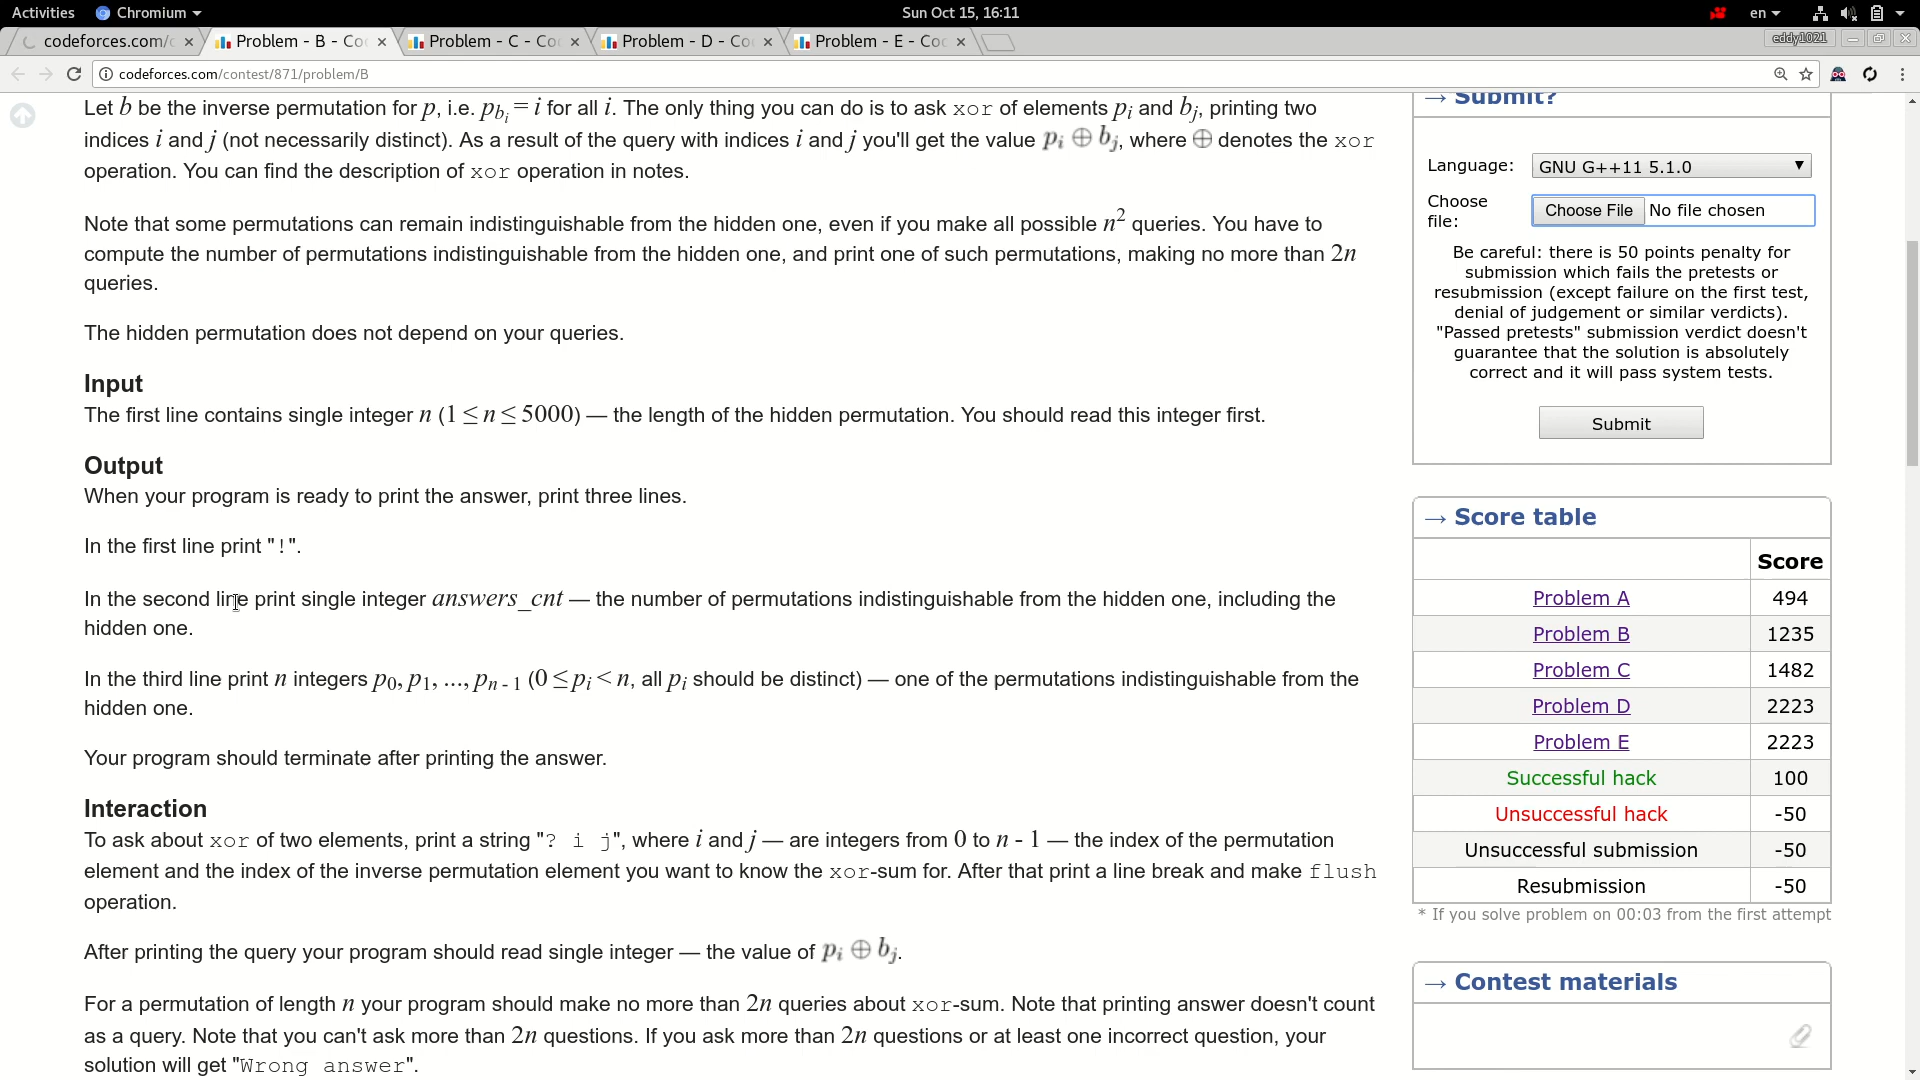 Activities Chromium Sun Oct 15, 16:11 en
codeforces.com/c Problem - B - Co Problem - C - Co Problem - D - Co Problem - E - Coc eddy1021
codeforces.com/contest/871/problem/B
Let b be the inverse permutation for p, i.e. p_{b_i} = i for all i. The only thing you can do is to ask xor of elements p_i and b_j, printing two
indices i and j (not necessarily distinct). As a result of the query with indices i and j you'll get the value p_i ⊕ b_j, where ⊕ denotes the xor
operation. You can find the description of xor operation in notes.
Note that some permutations can remain indistinguishable from the hidden one, even if you make all possible n² queries. You have to
compute the number of permutations indistinguishable from the hidden one, and print one of such permutations, making no more than 2n
queries.
The hidden permutation does not depend on your queries.
Input
The first line contains single integer n (1 ≤ n ≤ 5000) — the length of the hidden permutation. You should read this integer first.
Output
When your program is ready to print the answer, print three lines.
In the first line print "!".
In the second line print single integer answers_cnt — the number of permutations indistinguishable from the hidden one, including the
hidden one.
In the third line print n integers p_0, p_1, ..., p_{n - 1} (0 ≤ p_i < n, all p_i should be distinct) — one of the permutations indistinguishable from the
hidden one.
Your program should terminate after printing the answer.
Interaction
To ask about xor of two elements, print a string "? i j", where i and j — are integers from 0 to n - 1 — the index of the permutation
element and the index of the inverse permutation element you want to know the xor-sum for. After that print a line break and make flush
operation.
After printing the query your program should read single integer — the value of p_i ⊕ b_j.
For a permutation of length n your program should make no more than 2n queries about xor-sum. Note that printing answer doesn't count
as a query. Note that you can't ask more than 2n questions. If you ask more than 2n questions or at least one incorrect question, your
solution will get "Wrong answer".
→ Submit?
Language: GNU G++11 5.1.0
Choose
file: Choose File No file chosen
Be careful: there is 50 points penalty for
submission which fails the pretests or
resubmission (except failure on the first test,
denial of judgement or similar verdicts).
"Passed pretests" submission verdict doesn't
guarantee that the solution is absolutely
correct and it will pass system tests.
Submit
→ Score table
Score
Problem A 494
Problem B 1235
Problem C 1482
Problem D 2223
Problem E 2223
Successful hack 100
Unsuccessful hack -50
Unsuccessful submission -50
Resubmission -50
* If you solve problem on 00:03 from the first attempt
→ Contest materials